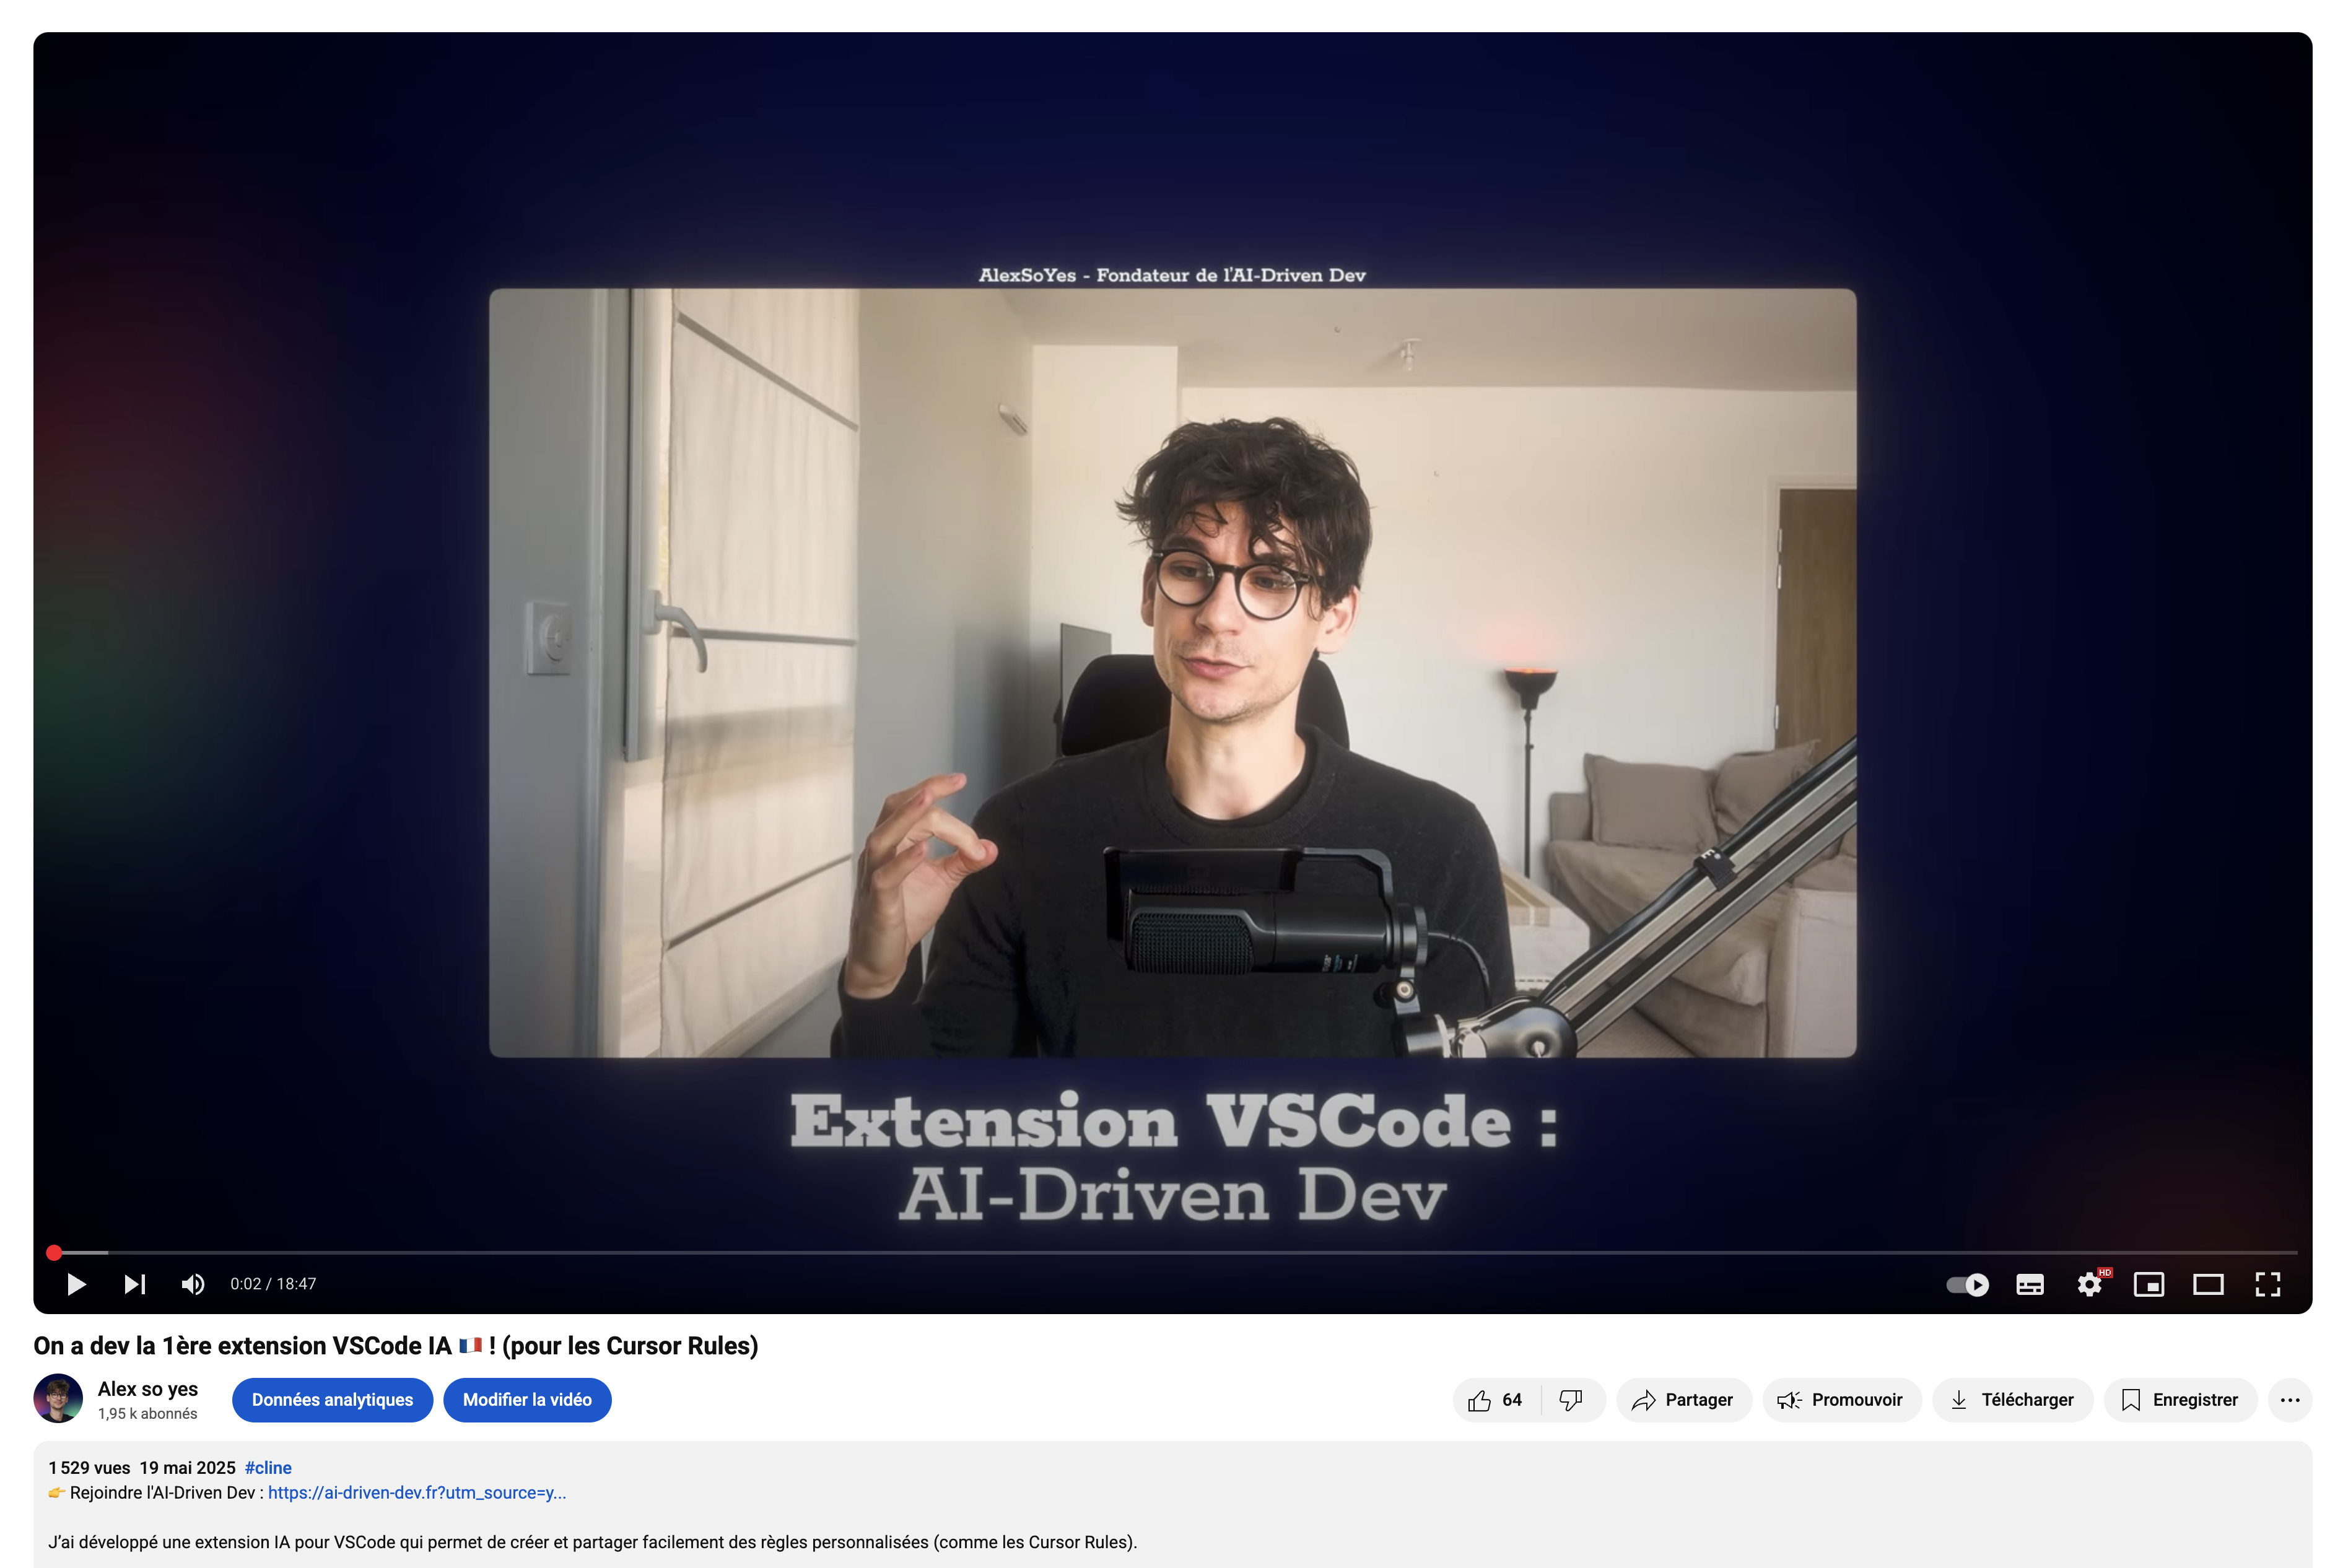 AlexSoYes - Fondateur de l'AI-Driven Dev
Extension VSCode :
AI-Driven Dev
0:02 / 18:47
HD
On a dev la 1ère extension VSCode IA 🇫🇷 ! (pour les Cursor Rules)
Alex so yes
1,95 k abonnés
Données analytiques
Modifier la vidéo
64
Partager
Promouvoir
Télécharger
Enregistrer
1 529 vues 19 mai 2025 #cline
👉 Rejoindre l'AI-Driven Dev : https://ai-driven-dev.fr?utm_source=y...
J’ai développé une extension IA pour VSCode qui permet de créer et partager facilement des règles personnalisées (comme les Cursor Rules).